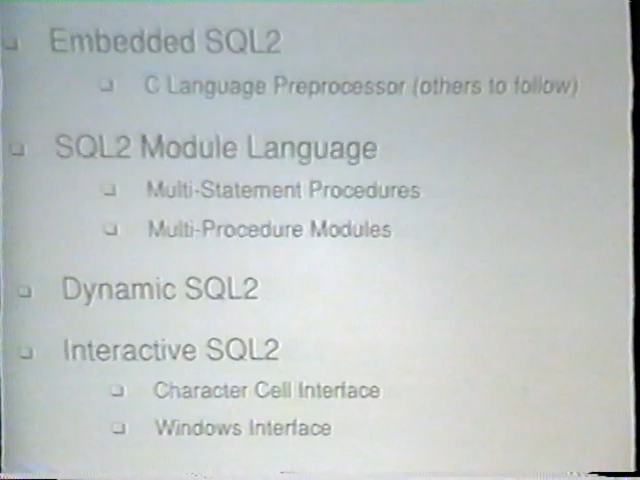 Embedded SQL2
C Language Preprocessor (others to follow)
SQL2 Module Language
Multi-Statement Procedures
Multi-Procedure Modules
Dynamic SQL2
Interactive SQL2
Character Cell Interface
Windows Interface